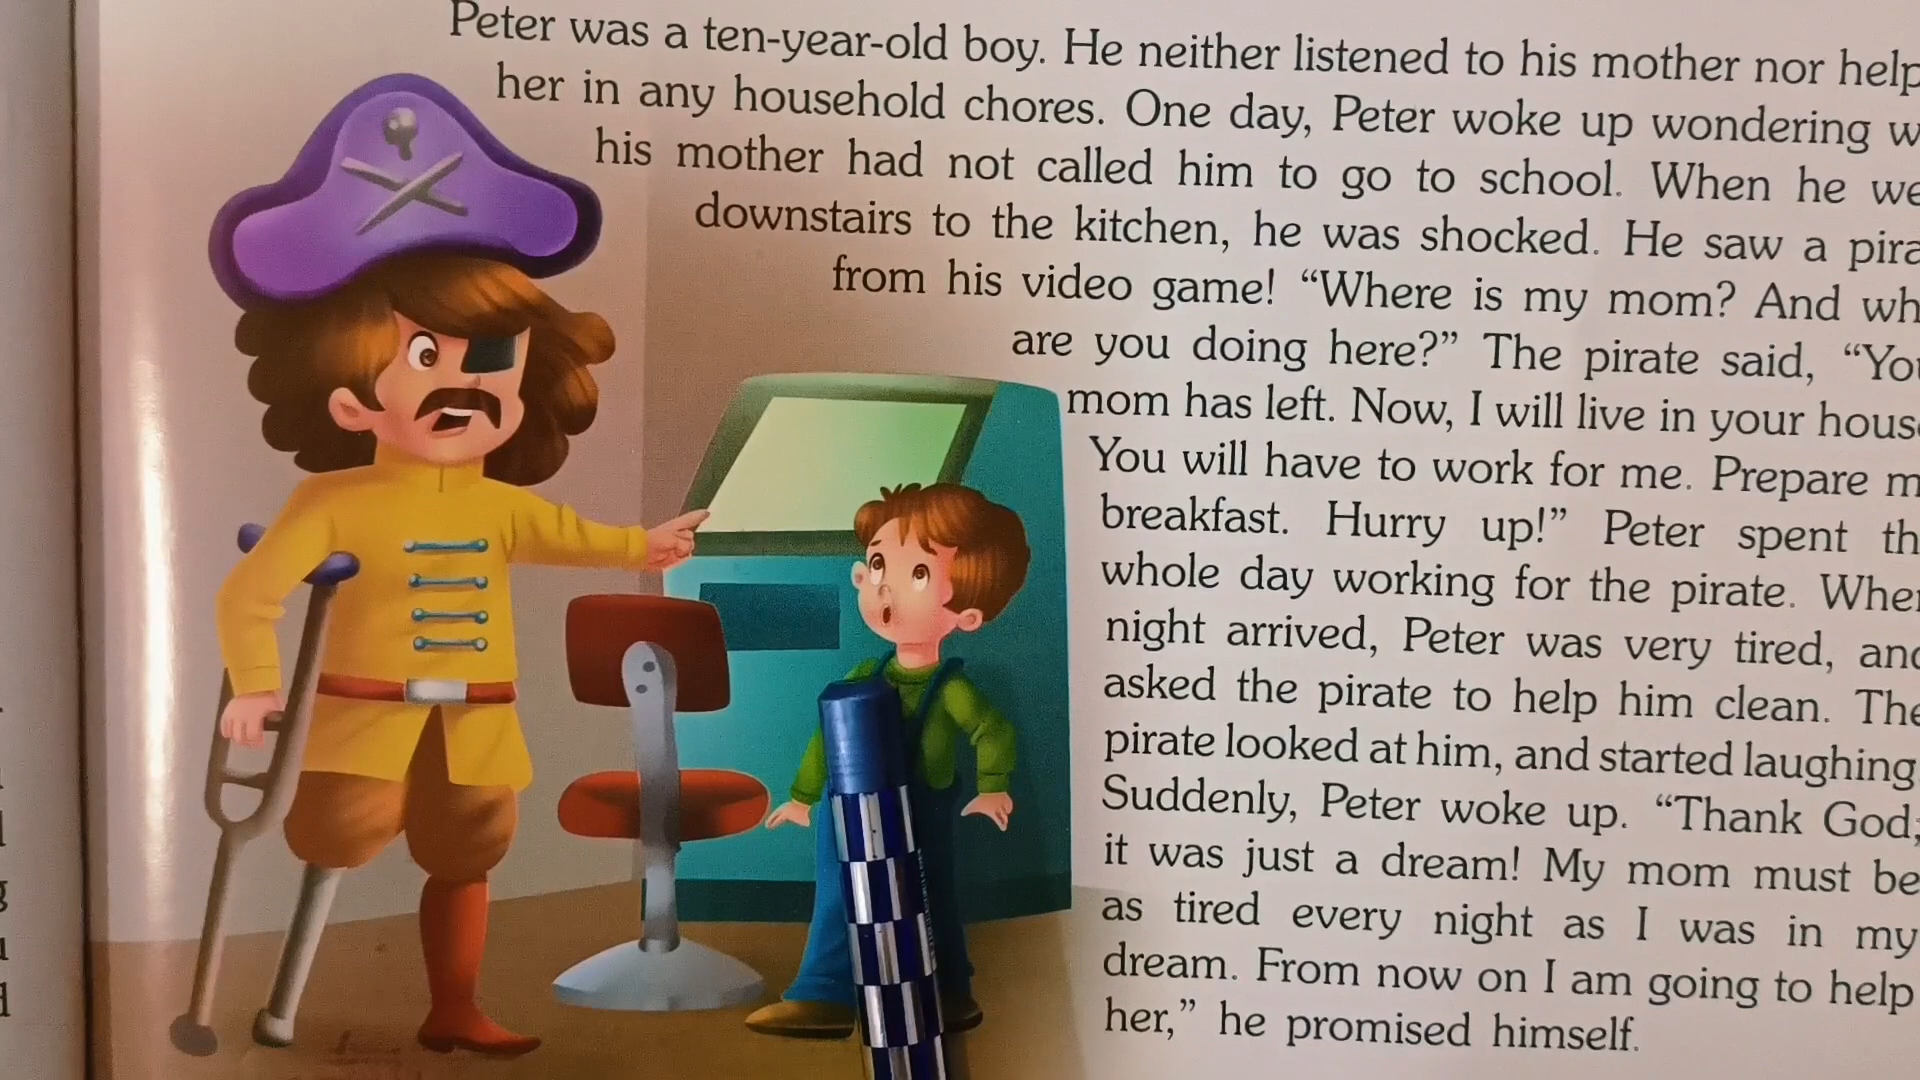 Peter was a ten-year-old boy. He neither listened to his mother nor help
her in any household chores. One day, Peter woke up wondering w
his mother had not called him to go to school. When he we
downstairs to the kitchen, he was shocked. He saw a pira
from his video game! “Where is my mom? And wh
are you doing here?” The pirate said, “You
mom has left. Now, I will live in your hous
You will have to work for me. Prepare m
breakfast. Hurry up!” Peter spent th
whole day working for the pirate. When
night arrived, Peter was very tired, and
asked the pirate to help him clean. The
pirate looked at him, and started laughing
Suddenly, Peter woke up. “Thank God,
it was just a dream! My mom must be
as tired every night as I was in my
dream. From now on I am going to help
her,” he promised himself.